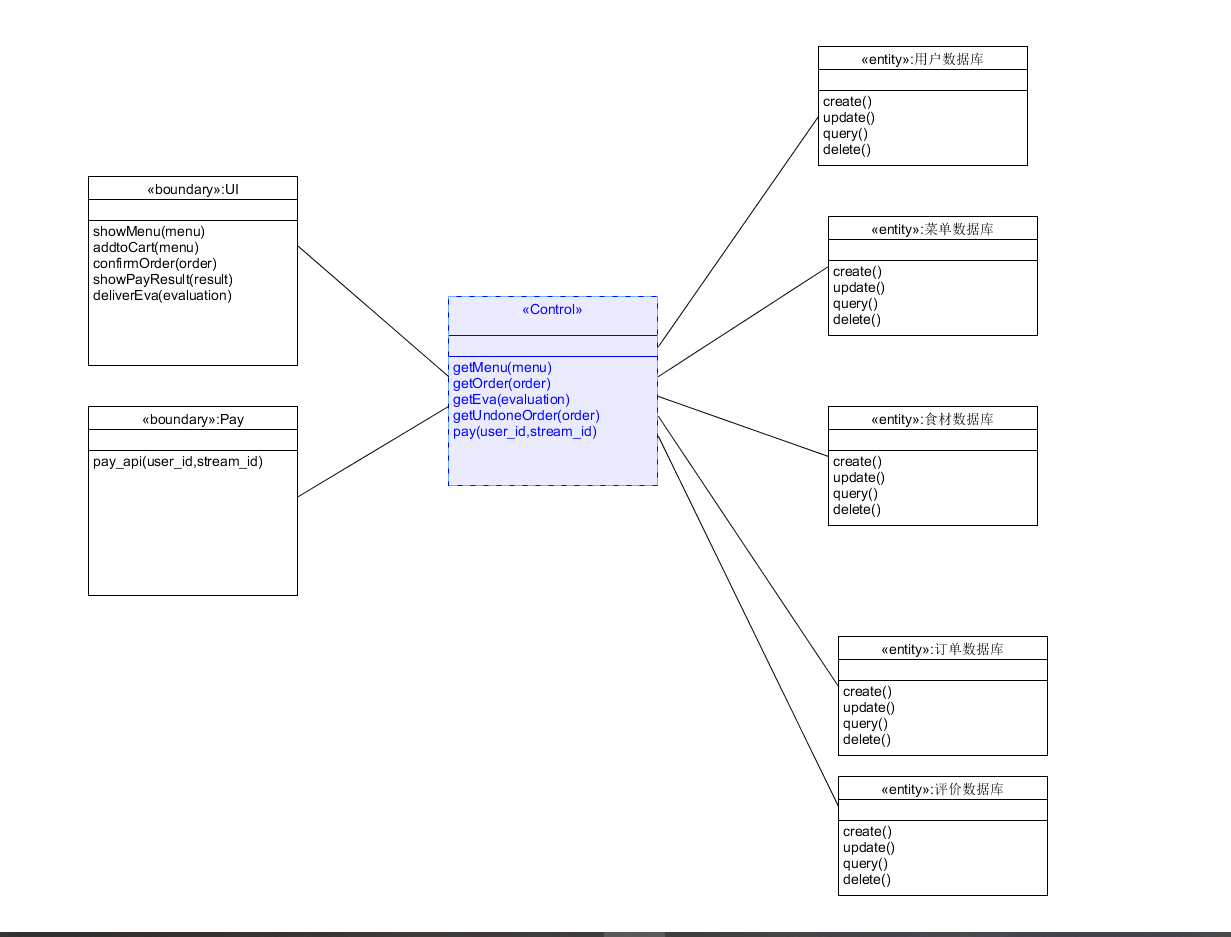 «boundary»:UI
showMenu(menu)
addtoCart(menu)
confirmOrder(order)
showPayResult(result)
deliverEva(evaluation)
«boundary»:Pay
pay_api(user_id,stream_id)
«Control»
getMenu(menu)
getOrder(order)
getEva(evaluation)
getUndoneOrder(order)
pay(user_id,stream_id)
«entity»:用户数据库
create()
update()
query()
delete()
«entity»:菜单数据库
create()
update()
query()
delete()
«entity»:食材数据库
create()
update()
query()
delete()
«entity»:订单数据库
create()
update()
query()
delete()
«entity»:评价数据库
create()
update()
query()
delete()